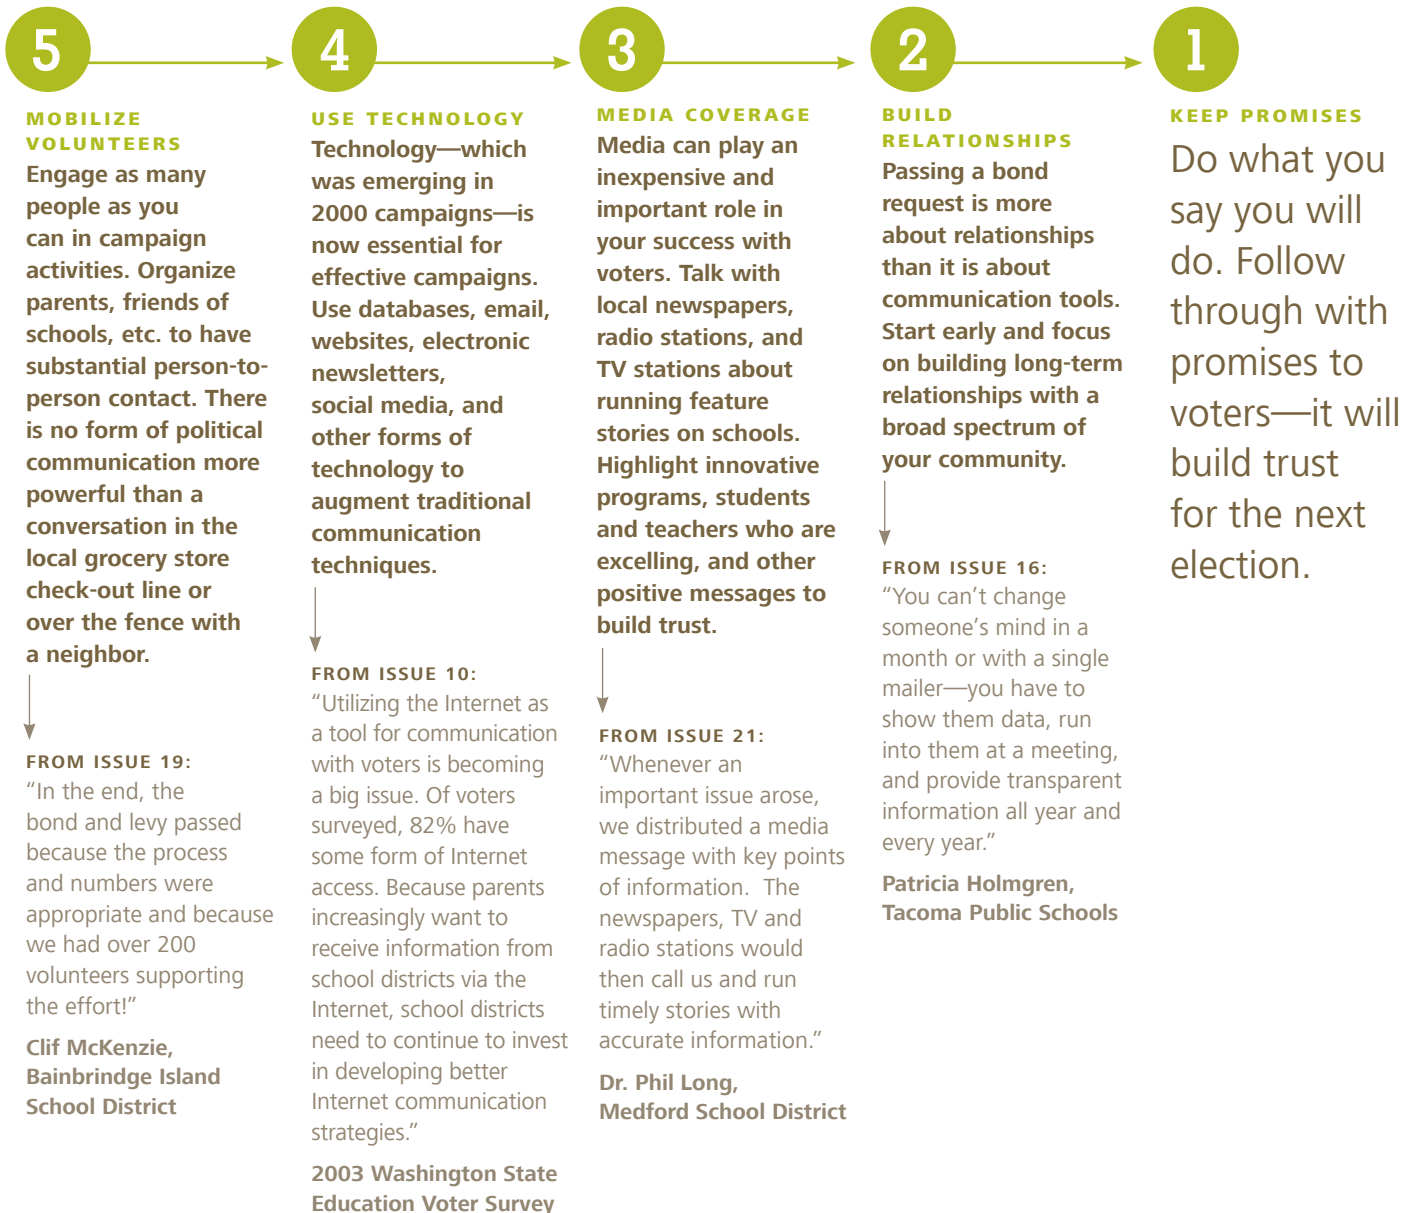 5
MOBILIZE
VOLUNTEERS
Engage as many
people as you
can in campaign
activities. Organize
parents, friends of
schools, etc. to have
substantial person-to-
person contact. There
is no form of political
communication more
powerful than a
conversation in the
local grocery store
check-out line or
over the fence with
a neighbor.
FROM ISSUE 19:
“In the end, the
bond and levy passed
because the process
and numbers were
appropriate and because
we had over 200
volunteers supporting
the effort!”
Clif McKenzie,
Bainbrindge Island
School District
4
USE TECHNOLOGY
Technology—which
was emerging in
2000 campaigns—is
now essential for
effective campaigns.
Use databases, email,
websites, electronic
newsletters,
social media, and
other forms of
technology to
augment traditional
communication
techniques.
FROM ISSUE 10:
“Utilizing the Internet as
a tool for communication
with voters is becoming
a big issue. Of voters
surveyed, 82% have
some form of Internet
access. Because parents
increasingly want to
receive information from
school districts via the
Internet, school districts
need to continue to invest
in developing better
Internet communication
strategies.”
2003 Washington State
Education Voter Survey
3
MEDIA COVERAGE
Media can play an
inexpensive and
important role in
your success with
voters. Talk with
local newspapers,
radio stations, and
TV stations about
running feature
stories on schools.
Highlight innovative
programs, students
and teachers who are
excelling, and other
positive messages to
build trust.
FROM ISSUE 21:
“Whenever an
important issue arose,
we distributed a media
message with key points
of information.  The
newspapers, TV and
radio stations would
then call us and run
timely stories with
accurate information.”
Dr. Phil Long,
Medford School District
2
BUILD
RELATIONSHIPS
Passing a bond
request is more
about relationships
than it is about
communication tools.
Start early and focus
on building long-term
relationships with a
broad spectrum of
your community.
FROM ISSUE 16:
“You can’t change
someone’s mind in a
month or with a single
mailer—you have to
show them data, run
into them at a meeting,
and provide transparent
information all year and
every year.”
Patricia Holmgren,
Tacoma Public Schools
1
KEEP PROMISES
Do what you
say you will
do. Follow
through with
promises to
voters—it will
build trust
for the next
election.